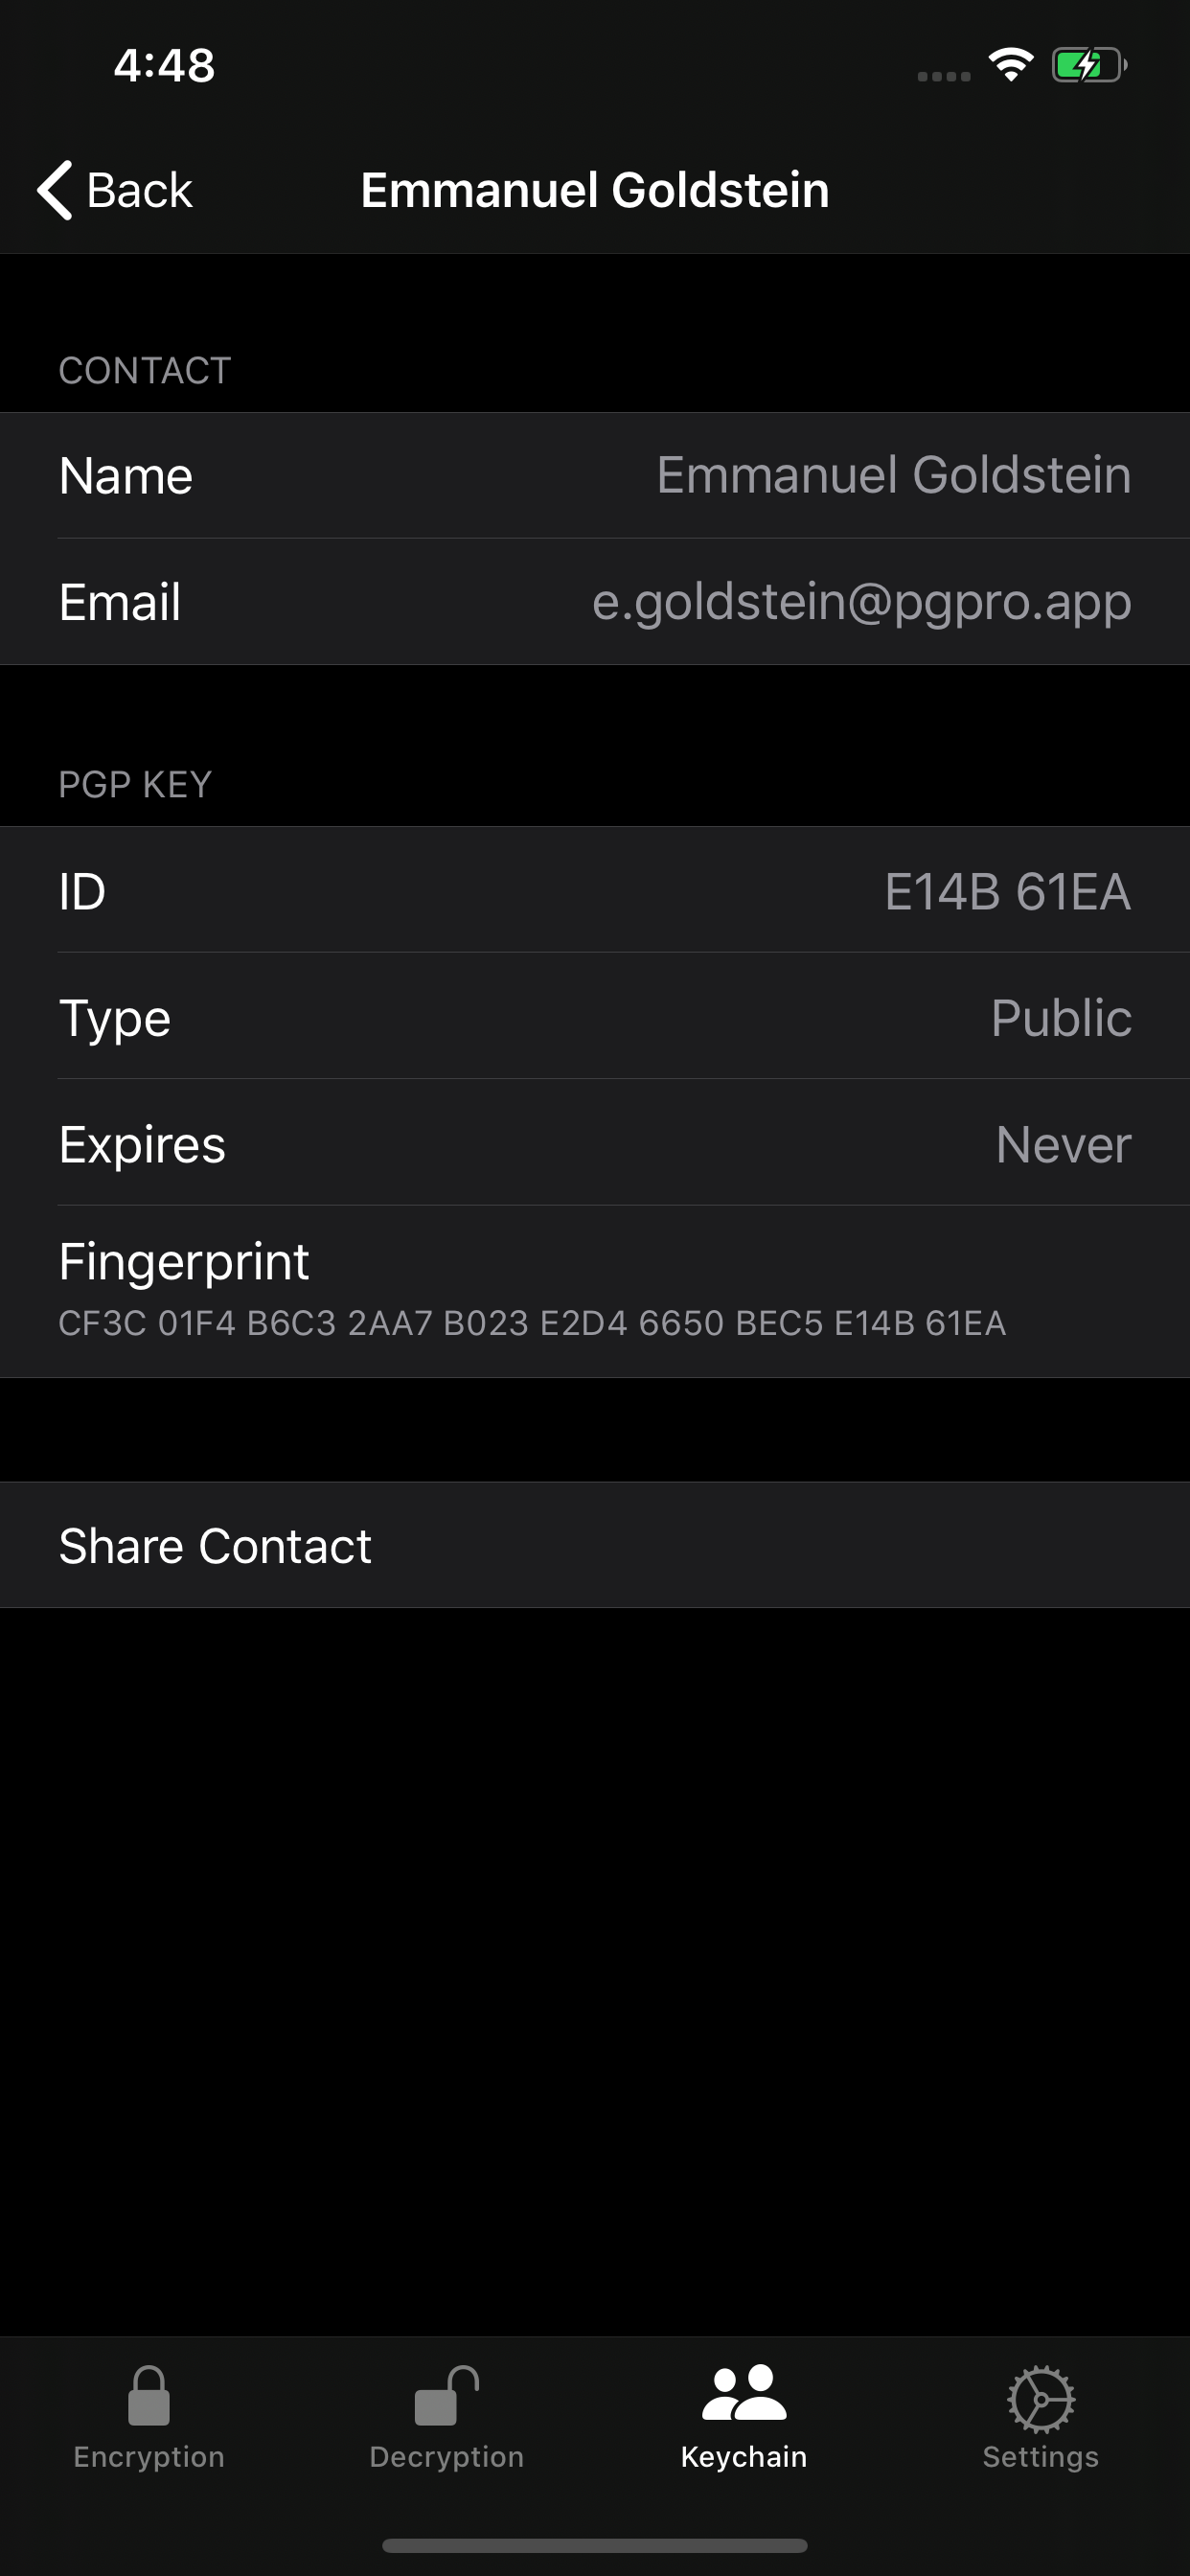 4:48
Back
Emmanuel Goldstein
CONTACT
Name Emmanuel Goldstein
Email e.goldstein@pgpro.app
PGP KEY
ID E14B 61EA
Type Public
Expires Never
Fingerprint
CF3C 01F4 B6C3 2AA7 B023 E2D4 6650 BEC5 E14B 61EA
Share Contact
Encryption Decryption Keychain Settings